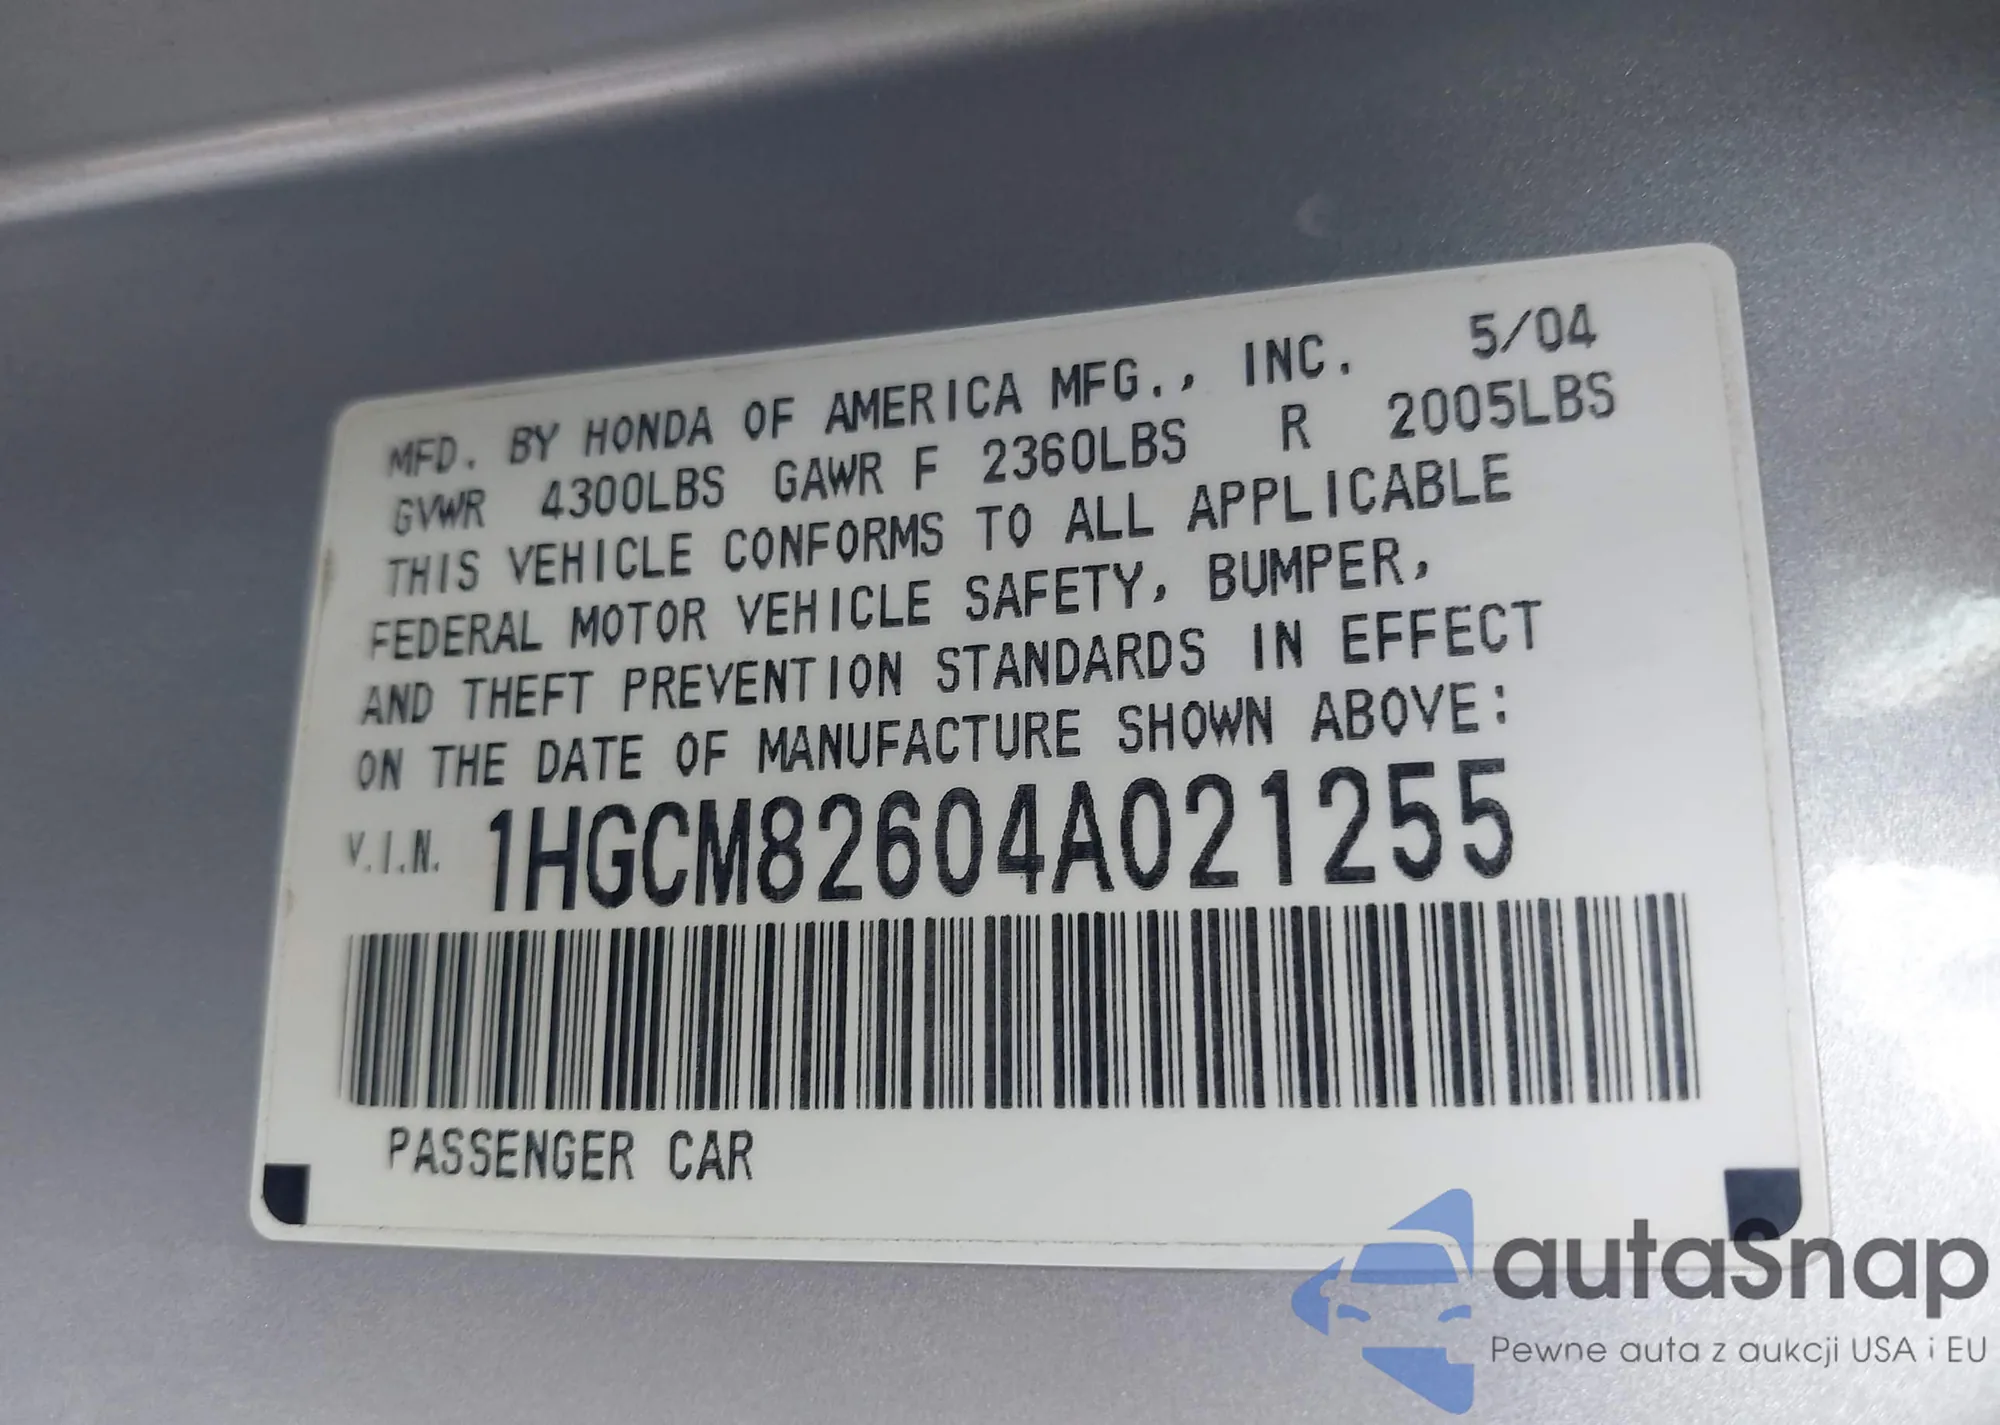 MFD. BY HONDA OF AMERICA MFG., INC. 5/04
GVWR 4300LBS GAWR F 2360LBS R 2005LBS
THIS VEHICLE CONFORMS TO ALL APPLICABLE
FEDERAL MOTOR VEHICLE SAFETY, BUMPER,
AND THEFT PREVENTION STANDARDS IN EFFECT
ON THE DATE OF MANUFACTURE SHOWN ABOVE:
V.I.N. 1HGCM82604A021255
PASSENGER CAR
autaSnap
Pewne auta z aukcji USA i EU